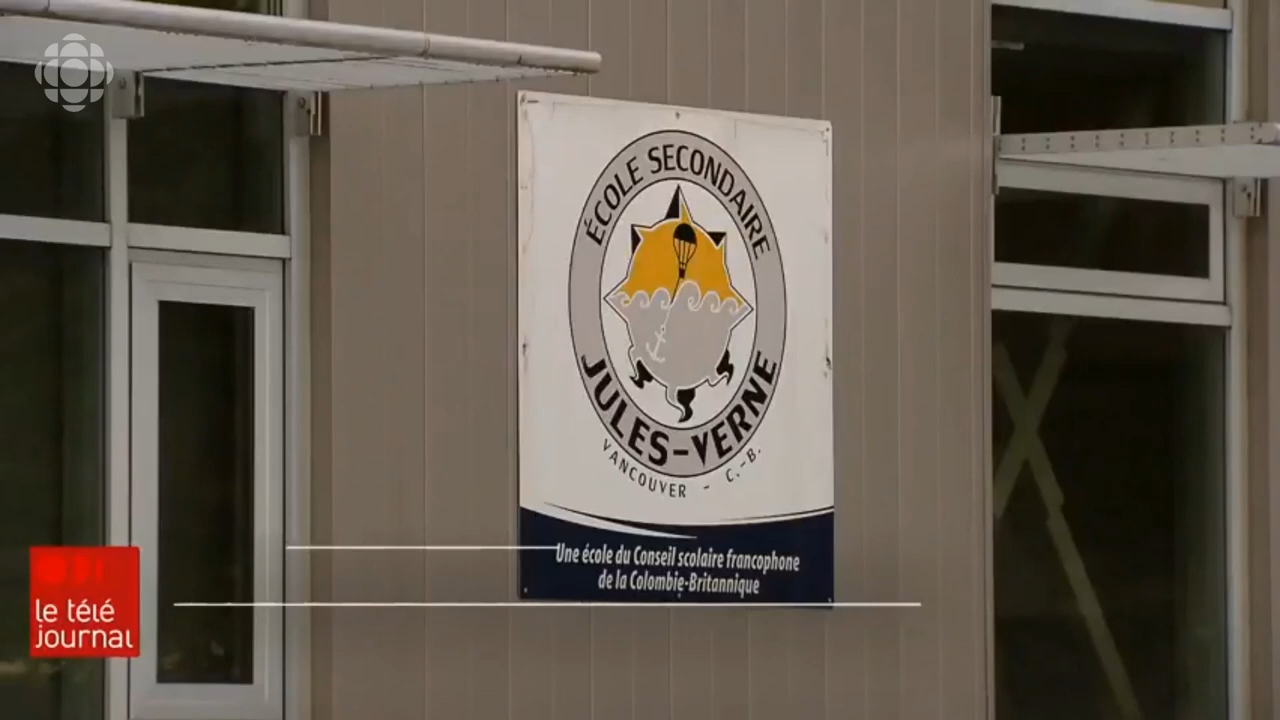 ÉCOLE SECONDAIRE
JULES-VERNE
VANCOUVER - C.-B.
Une école du Conseil scolaire francophone
de la Colombie-Britannique
le télé
journal